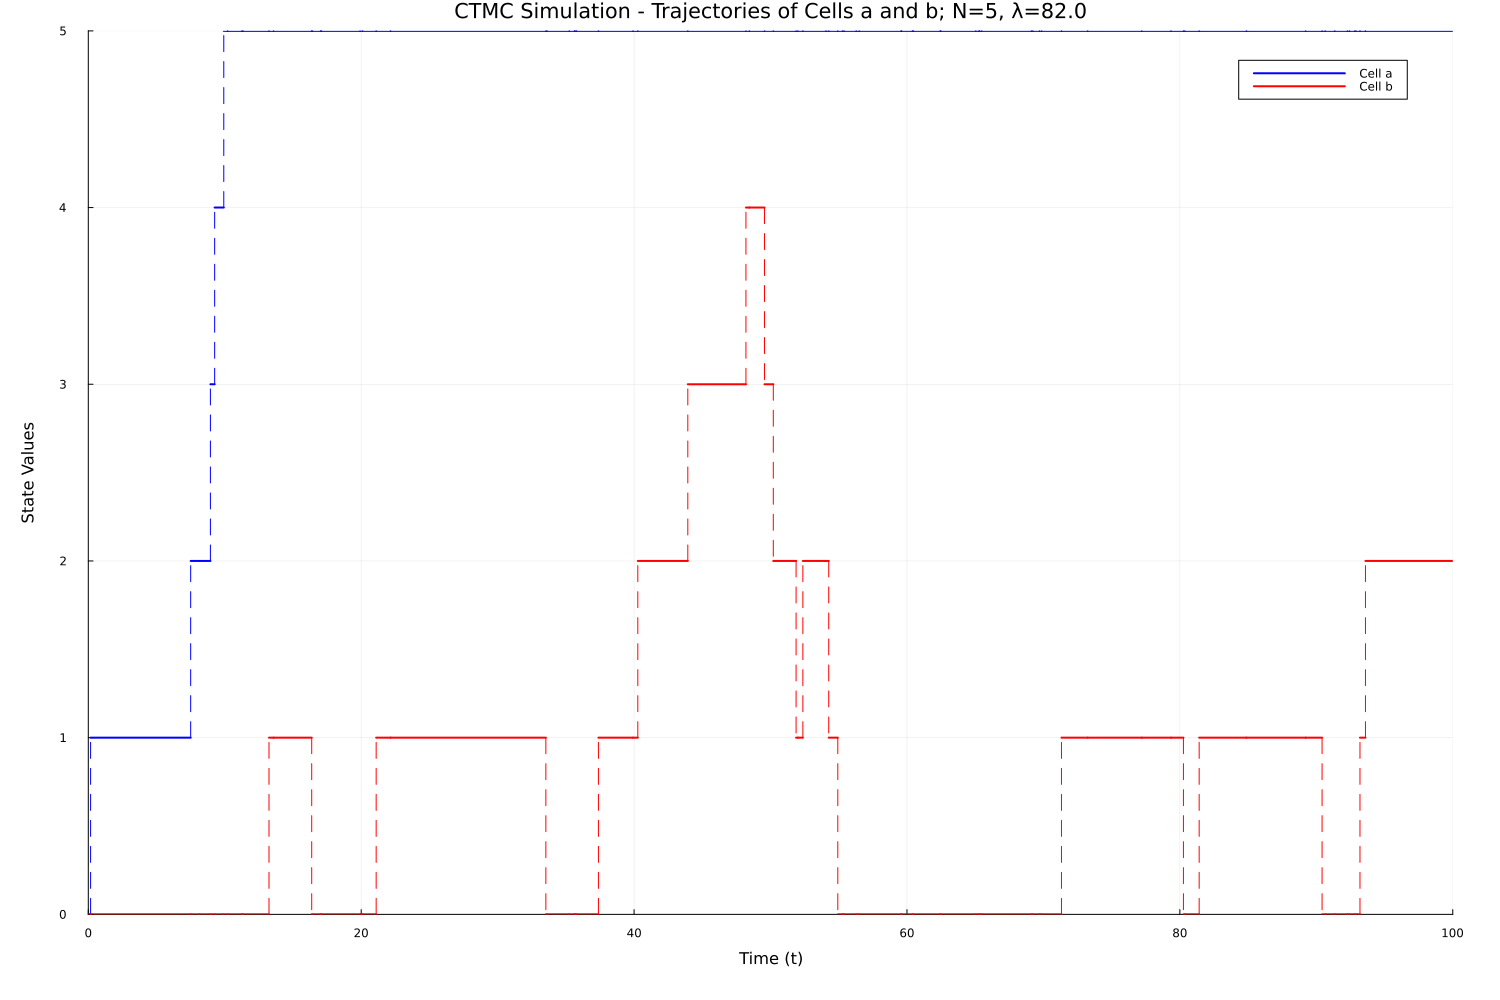 CTMC Simulation - Trajectories of Cells a and b; N=5, λ=82.0
5
Cell a
Cell b
4
3
State Values
2
1
0
0 20 40 60 80 100
Time (t)